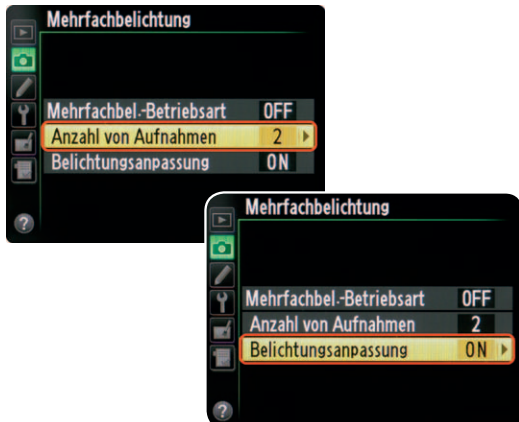 Mehrfachbelichtung
Mehrfachbel.-Betriebsart OFF
Anzahl von Aufnahmen 2
Belichtungsanpassung ON
?
Mehrfachbelichtung
Mehrfachbel.-Betriebsart OFF
Anzahl von Aufnahmen 2
Belichtungsanpassung ON
?